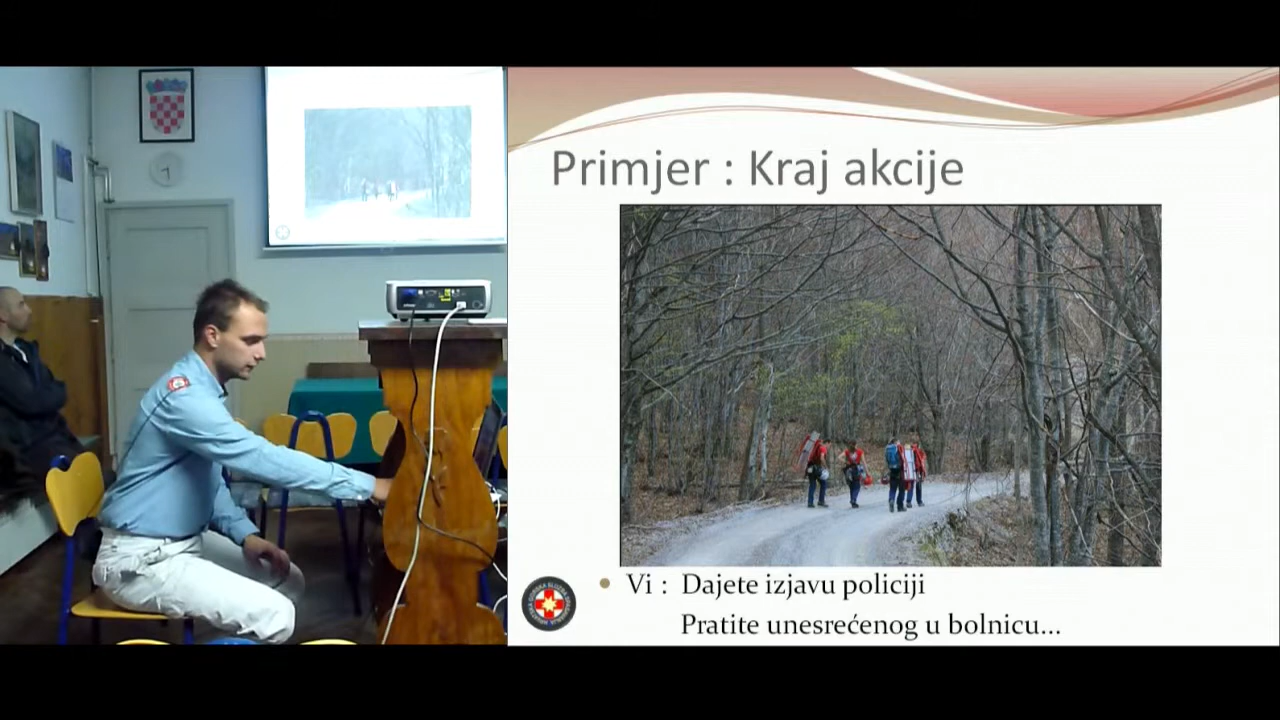 Primjer : Kraj akcije
Vi : Dajete izjavu policiji
Pratite unesrećenog u bolnicu...